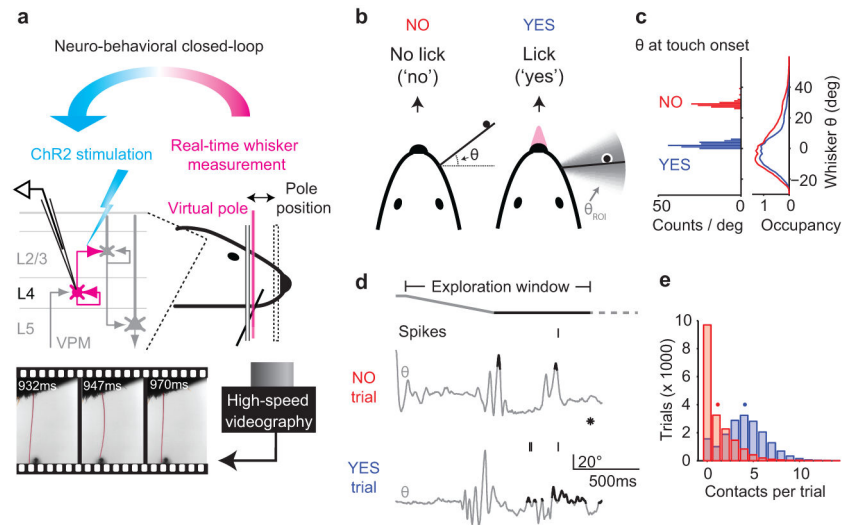 a
Neuro-behavioral closed-loop
ChR2 stimulation
Real-time whisker
measurement
Virtual pole
Pole
position
L2/3
L4
L5
VPM
932ms
947ms
970ms
High-speed
videography
b
NO
YES
No lick
('no')
Lick
('yes')
θ
θROI
c
θ at touch onset
NO
YES
40
20
0
−20
Whisker θ (deg)
50
0
1
0
Counts / deg
Occupancy
d
Exploration window
Spikes
NO
trial
θ
*
YES
trial
θ
20°
500ms
e
10
8
6
4
2
0
Trials (x 1000)
0
5
10
Contacts per trial